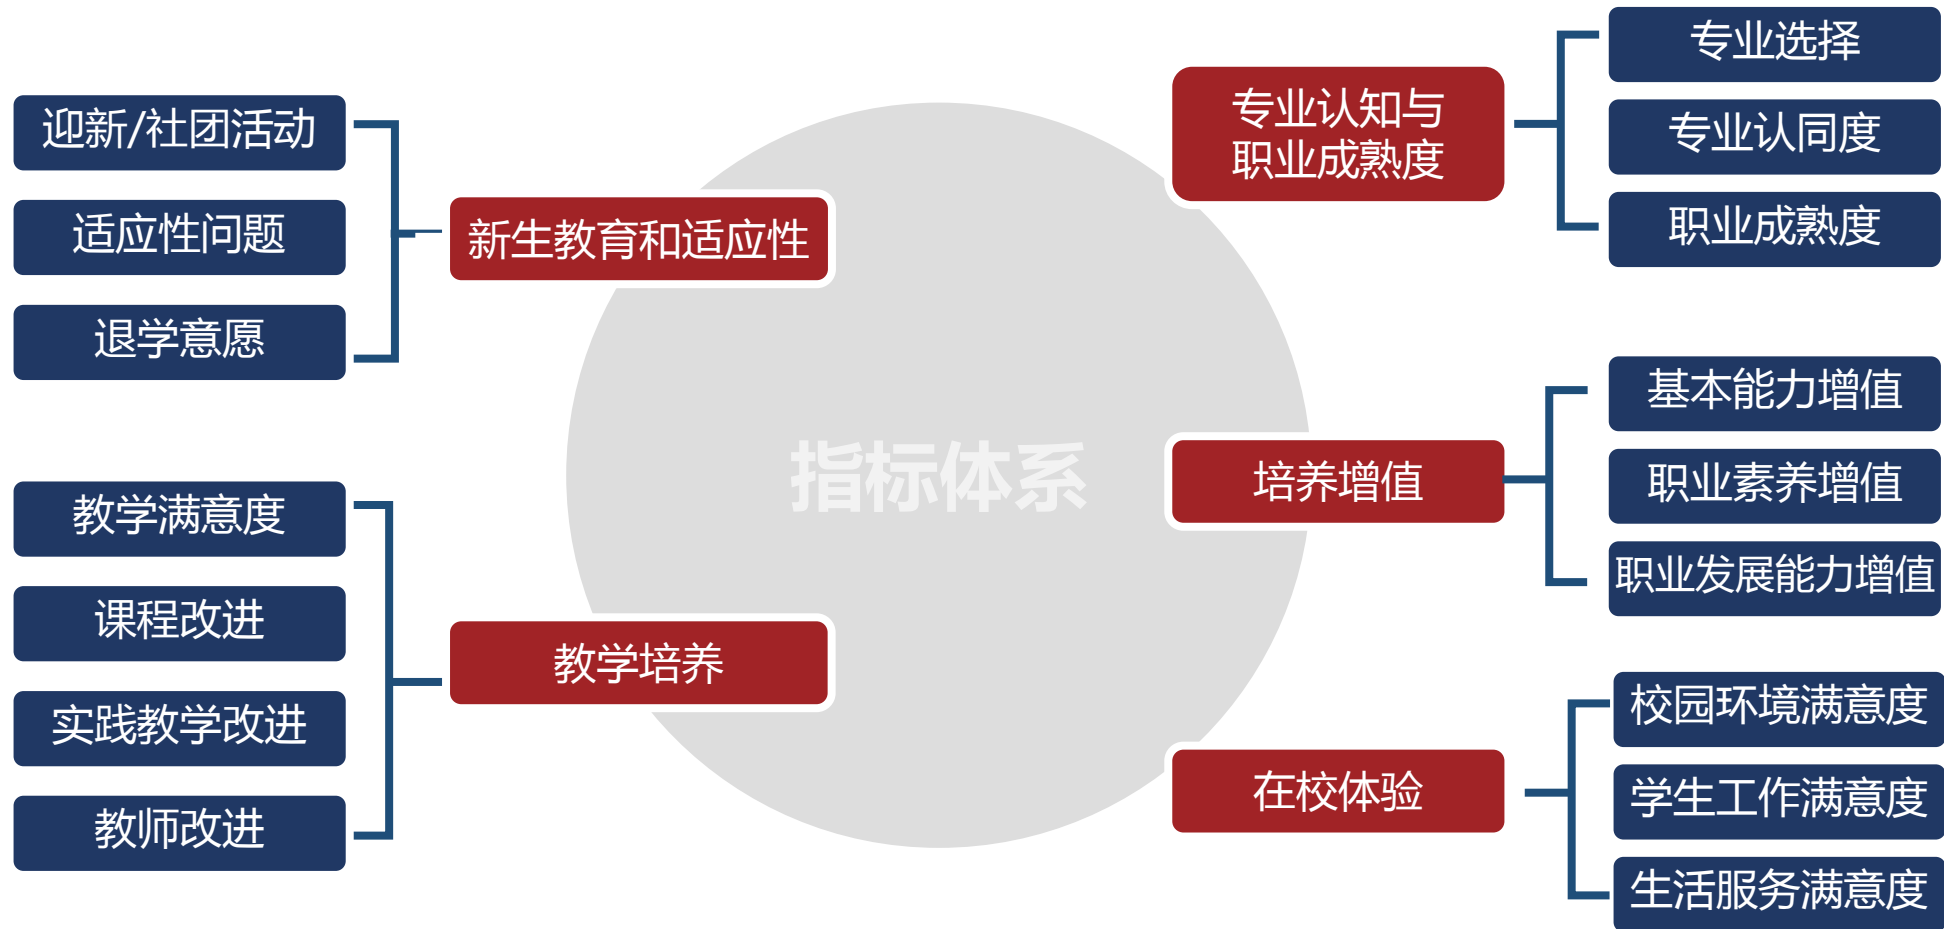 迎新/社团活动
适应性问题
退学意愿
新生教育和适应性
教学满意度
课程改进
实践教学改进
教师改进
教学培养
指标体系
专业认知与
职业成熟度
专业选择
专业认同度
职业成熟度
培养增值
基本能力增值
职业素养增值
职业发展能力增值
在校体验
校园环境满意度
学生工作满意度
生活服务满意度